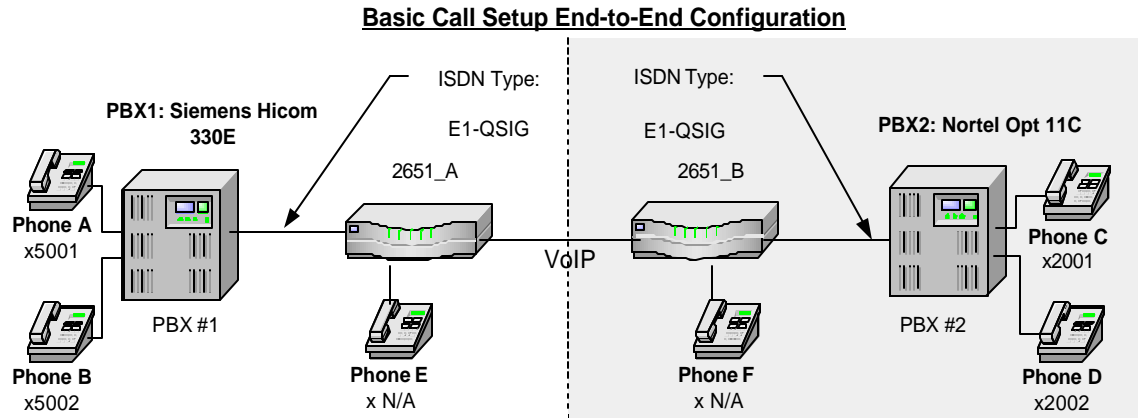 Basic Call Setup End-to-End Configuration
ISDN Type:
E1-QSIG
ISDN Type:
E1-QSIG
PBX1: Siemens Hicom
330E
PBX2: Nortel Opt 11C
2651_A
2651_B
Phone A
x5001
Phone C
x2001
VoIP
PBX #1
PBX #2
Phone B
x5002
Phone E
x N/A
Phone F
x N/A
Phone D
x2002